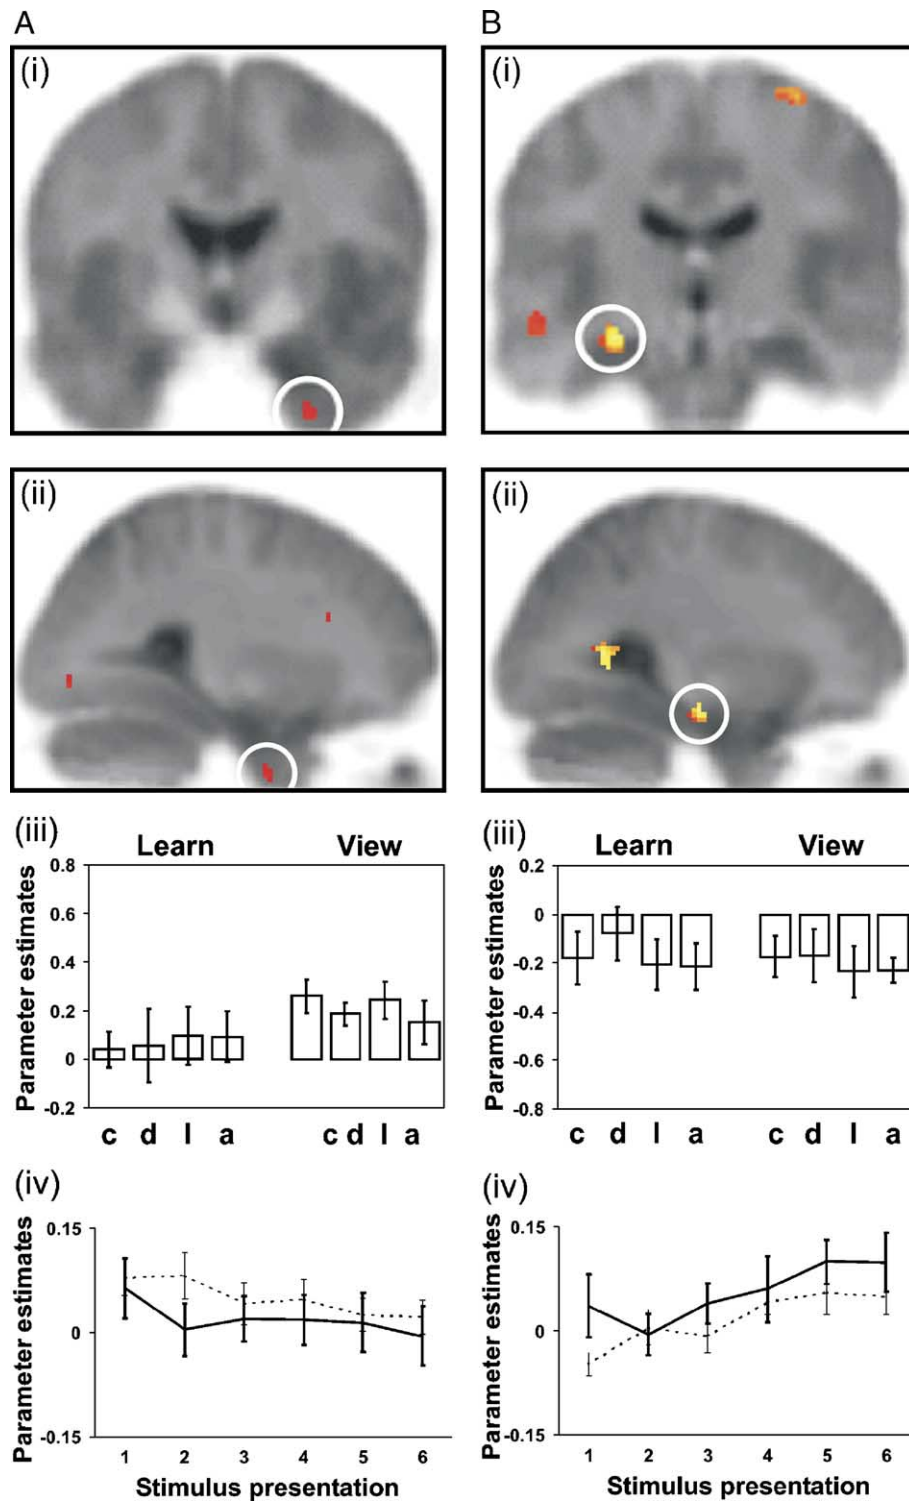 A
(i)
(ii)
(iii)
Learn View
Parameter estimates
0.8
0.6
0.4
0.2
0
-0.2
c d l a c d l a
(iv)
Parameter estimates
0.15
0
-0.15
1 2 3 4 5 6
Stimulus presentation
B
(i)
(ii)
(iii)
Learn View
Parameter estimates
0.2
0
-0.2
-0.4
-0.6
-0.8
c d l a c d l a
(iv)
Parameter estimates
0.15
0
-0.15
1 2 3 4 5 6
Stimulus presentation